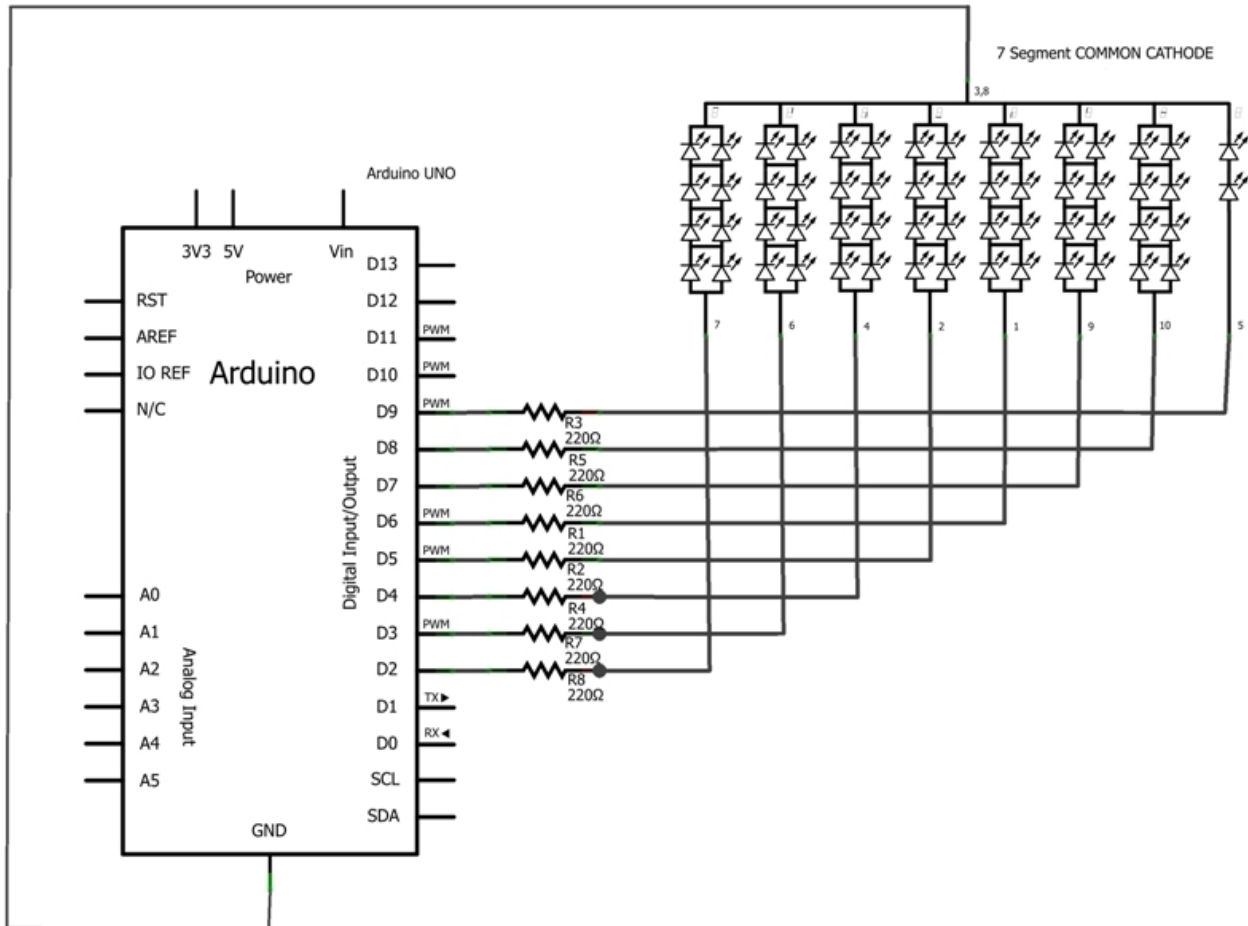 7 Segment COMMON CATHODE
3,8
Arduino UNO
3V3 5V Vin
Power
D13
RST D12
AREF D11 PWM
IO REF Arduino D10 PWM
N/C D9 PWM
R3
220Ω
D8
R5
220Ω
D7
R6
220Ω
D6 PWM
R1
220Ω
D5 PWM
R2
220Ω
A0 D4
R4
220Ω
A1 D3 PWM
R7
220Ω
A2 D2
R8
220Ω
A3 D1 TX
A4 D0 RX
A5 SCL
SDA
GND
Digital Input/Output
Analog Input
7 6 4 2 1 9 10 5